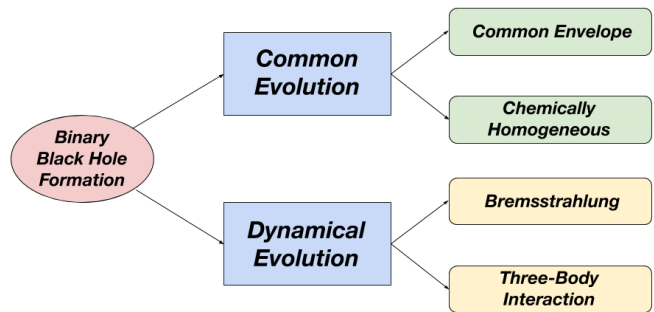 Binary
Black Hole
Formation
Common
Evolution
Common Envelope
Chemically
Homogeneous
Dynamical
Evolution
Bremsstrahlung
Three-Body
Interaction